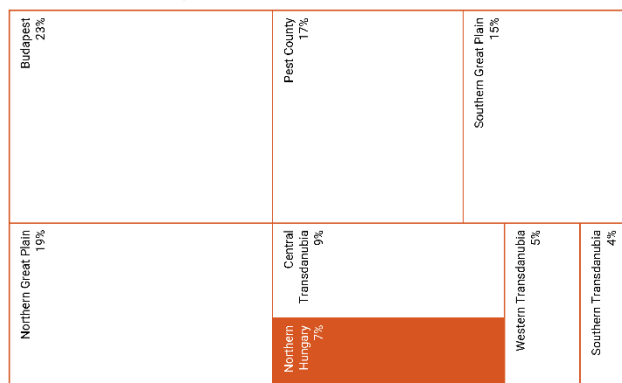 Budapest
23%
Pest County
17%
Southern Great Plain
15%
Northern Great Plain
19%
Central
Transdanubia
9%
Northern
Hungary
7%
Western Transdanubia
5%
Southern Transdanubia
4%